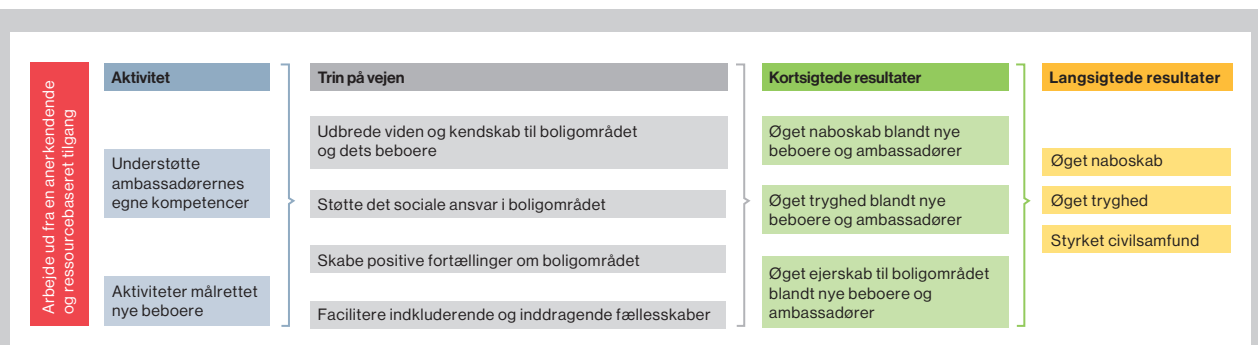 Arbejde ud fra en anerkendende
og ressourcebaseret tilgang
Aktivitet
Understøtte
ambassadørernes
egne kompetencer
Aktiviteter målrettet
nye beboere
Trin på vejen
Udbrede viden og kendskab til boligområdet
og dets beboere
Støtte det sociale ansvar i boligområdet
Skabe positive fortællinger om boligområdet
Facilitere indkluderende og inddragende fællesskaber
Kortsigtede resultater
Øget naboskab blandt nye
beboere og ambassadører
Øget tryghed blandt nye
beboere og ambassadører
Øget ejerskab til boligområdet
blandt nye beboere og
ambassadører
Langsigtede resultater
Øget naboskab
Øget tryghed
Styrket civilsamfund